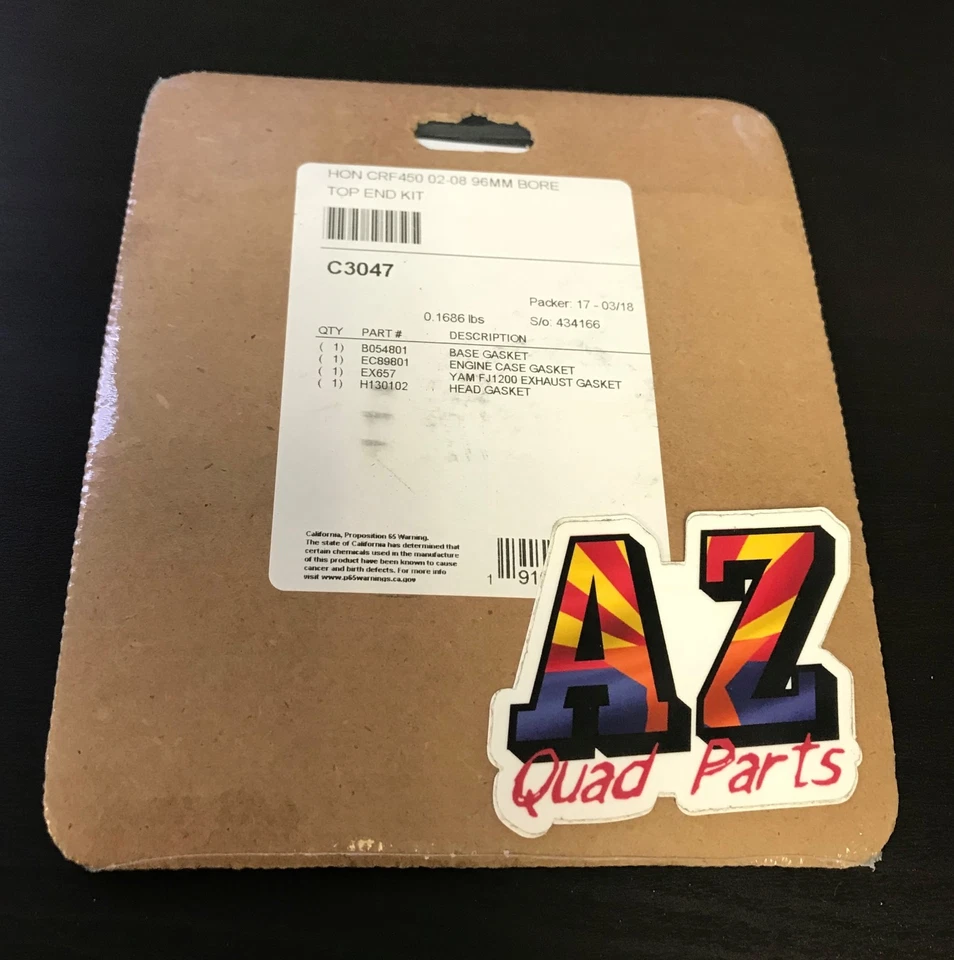 HON CRF450 02-08 96MM BORE
TOP END KIT
C3047
Packer: 17 - 03/18
0.1686 lbs S/o: 434166
QTY PART # DESCRIPTION
( 1) B054801 BASE GASKET
( 1) EC89801 ENGINE CASE GASKET
( 1) EX657 YAM FJ1200 EXHAUST GASKET
( 1) H130102 HEAD GASKET
California, Proposition 65 Warning.
The state of California has determined that
certain chemicals used in the manufacture
of this product have been known to cause
cancer and birth defects. For more info
visit www.p65warnings.ca.gov
1 91
AZ
Quad Parts